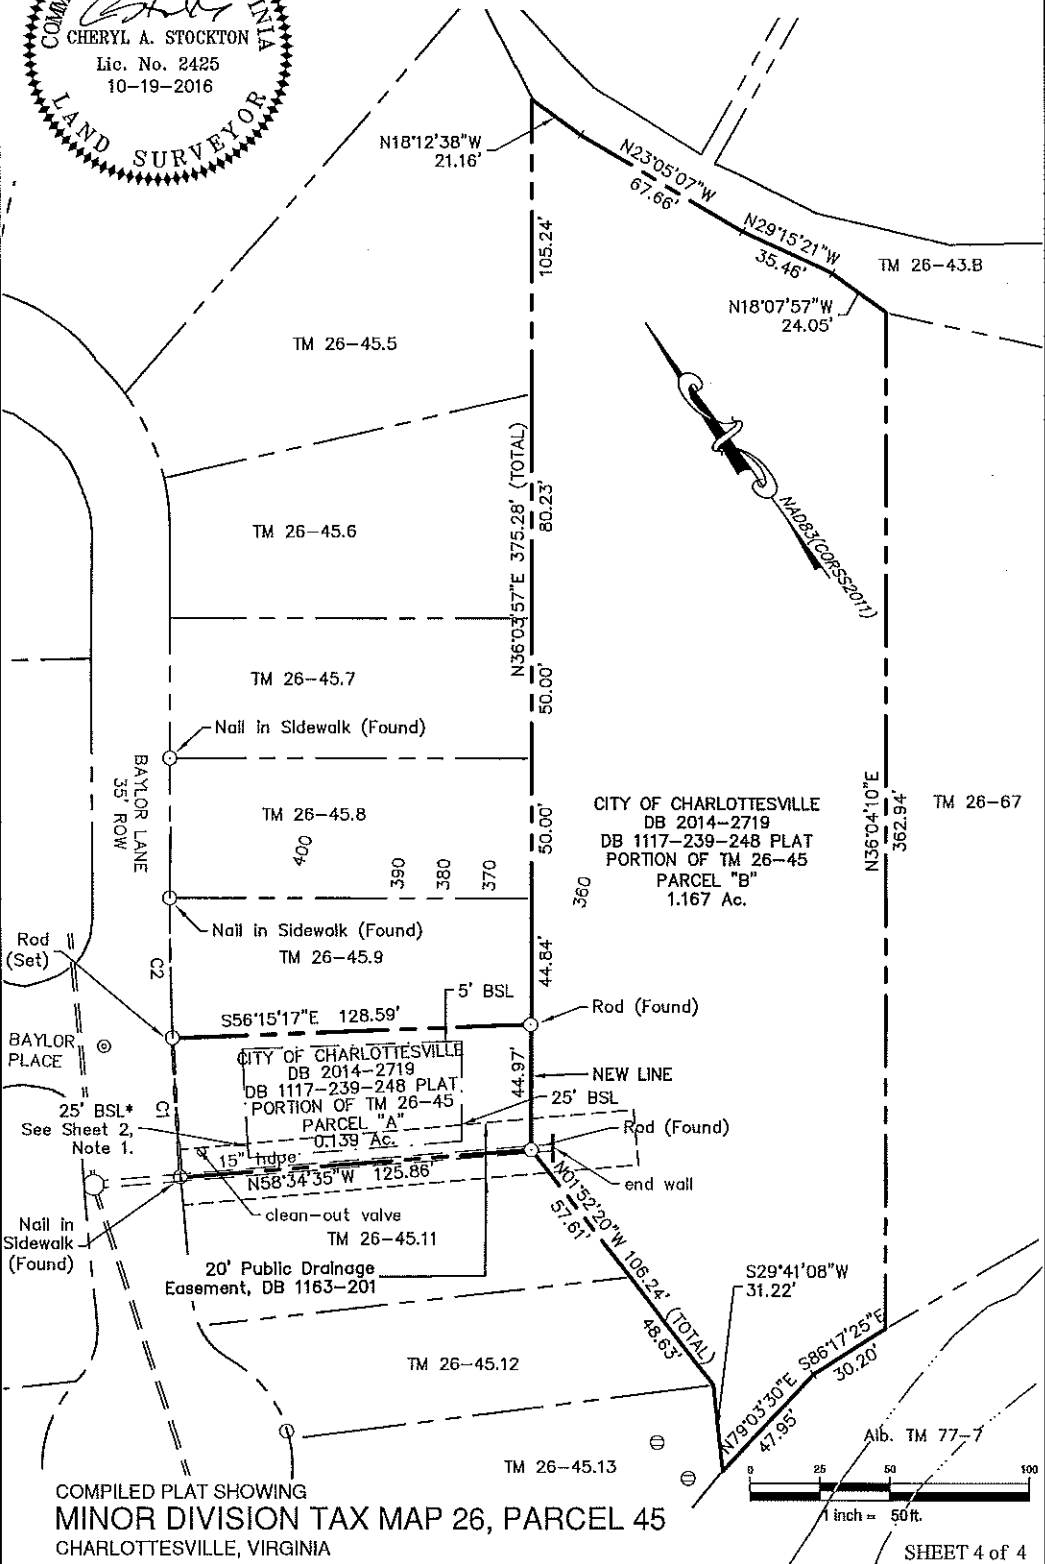 COMM
INIA
CHERYL A. STOCKTON
Lic. No. 2425
10-19-2016
LAND SURVEYOR
N18°12'38"W
21.16'
N23°05'07"W
67.66'
N29°15'21"W
35.46'
TM 26-43.B
N18°07'57"W
24.05'
105.24'
TM 26-45.5
NAD83(CORSS2011)
N36°03'57"E 375.28' (TOTAL)
80.23'
TM 26-45.6
TM 26-45.7
50.00'
Nail in Sidewalk (Found)
BAYLOR LANE
35' ROW
TM 26-45.8
400
390
380
370
360
50.00'
CITY OF CHARLOTTESVILLE
DB 2014-2719
DB 1117-239-248 PLAT
PORTION OF TM 26-45
PARCEL "B"
1.167 Ac.
N36°04'10"E
362.94'
TM 26-67
Nail in Sidewalk (Found)
TM 26-45.9
Rod
(Set)
C2
44.84'
5' BSL
S56°15'17"E 128.59'
Rod (Found)
BAYLOR
PLACE
CITY OF CHARLOTTESVILLE
DB 2014-2719
DB 1117-239-248 PLAT
PORTION OF TM 26-45
PARCEL "A"
0.139 Ac.
44.97'
NEW LINE
25' BSL
C1
25' BSL*
See Sheet 2,
Note 1.
Rod (Found)
15" hdpe
N58°34'35"W 125.86'
end wall
clean-out valve
Nail in
Sidewalk
(Found)
TM 26-45.11
N01°52'20"W 106.24' (TOTAL)
57.61'
48.63'
20' Public Drainage
Easement, DB 1163-201
S29°41'08"W
31.22'
TM 26-45.12
S86°17'25"E
30.20'
N79°03'30"E
47.95'
Alb. TM 77-7
TM 26-45.13
0 25 50 100
1 inch = 50 ft.
COMPILED PLAT SHOWING
MINOR DIVISION TAX MAP 26, PARCEL 45
CHARLOTTESVILLE, VIRGINIA
SHEET 4 of 4